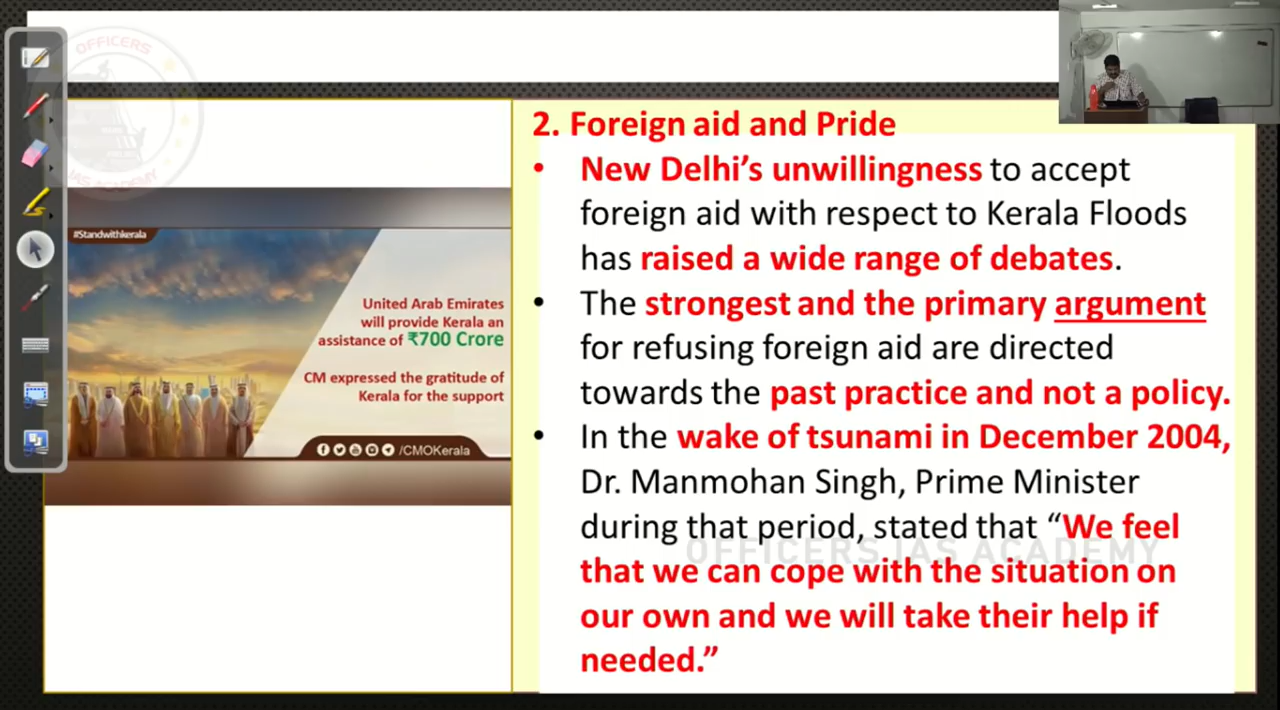 OFFICERS
IAS ACADEMY
#Standwithkerala
United Arab Emirates
will provide Kerala an
assistance of ₹700 Crore
CM expressed the gratitude of
Kerala for the support
/CMOKerala
2. Foreign aid and Pride
• New Delhi’s unwillingness to accept
foreign aid with respect to Kerala Floods
has raised a wide range of debates.
• The strongest and the primary argument
for refusing foreign aid are directed
towards the past practice and not a policy.
• In the wake of tsunami in December 2004,
Dr. Manmohan Singh, Prime Minister
during that period, stated that “We feel
that we can cope with the situation on
our own and we will take their help if
needed.”
OFFICERS IAS ACADEMY